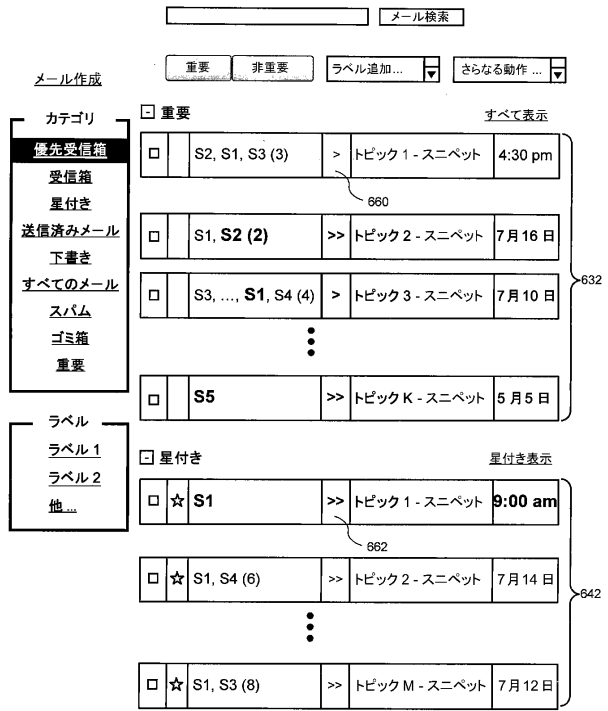 メール検索
重要 非重要 ラベル追加... さらなる動作 ...
メール作成
カテゴリ
優先受信箱
受信箱
星付き
送信済みメール
下書き
すべてのメール
スパム
ゴミ箱
重要
ラベル
ラベル 1
ラベル 2
他 ...
重要 すべて表示
S2, S1, S3 (3) > トピック 1 - スニペット 4:30 pm
660
S1, S2 (2) >> トピック 2 - スニペット 7月16日
S3, ..., S1, S4 (4) > トピック 3 - スニペット 7月10日
632
S5 >> トピック K - スニペット 5月5日
星付き 星付き表示
S1 >> トピック 1 - スニペット 9:00 am
662
S1, S4 (6) >> トピック 2 - スニペット 7月14日
642
S1, S3 (8) >> トピック M - スニペット 7月12日